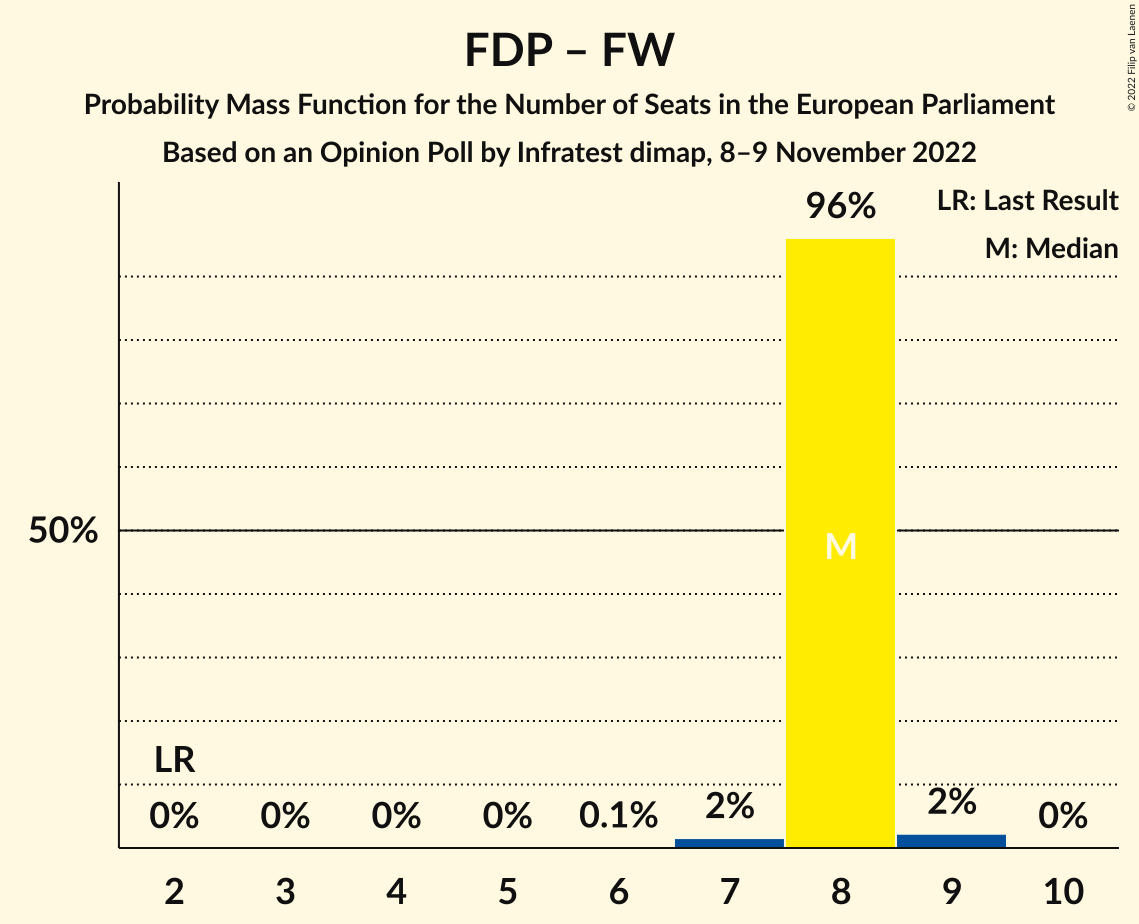 FDP – FW
Probability Mass Function for the Number of Seats in the European Parliament
Based on an Opinion Poll by Infratest dimap, 8–9 November 2022
© 2022 Filip van Laenen
LR: Last Result
M: Median
96%
50%
M
LR
0% 0% 0% 0% 0.1% 2% 2% 0%
2 3 4 5 6 7 8 9 10